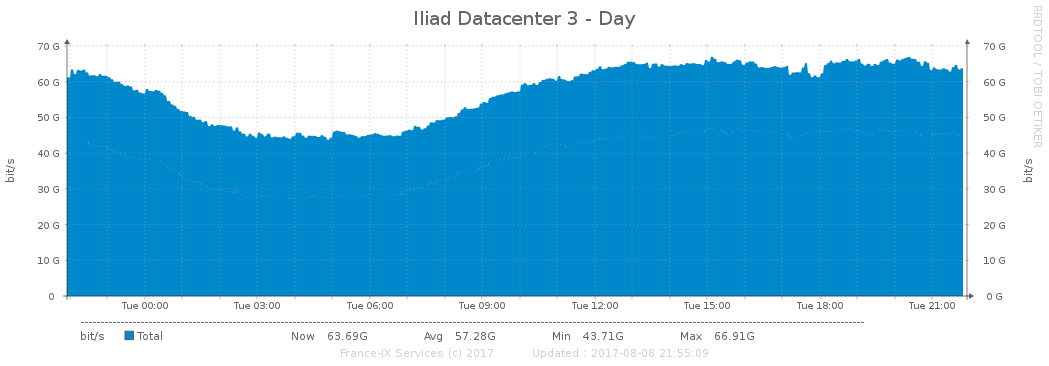 Iliad Datacenter 3 - Day
RRDTOOL / TOBI OETIKER
70 G 70 G
60 G 60 G
50 G 50 G
40 G 40 G
30 G 30 G
20 G 20 G
10 G 10 G
0 0 G
bit/s bit/s
Tue 00:00 Tue 03:00 Tue 06:00 Tue 09:00 Tue 12:00 Tue 15:00 Tue 18:00 Tue 21:00
bit/s Total Now 63.69G Avg 57.28G Min 43.71G Max 66.91G
France-IX Services (c) 2017 Updated : 2017-08-08 21:55:09